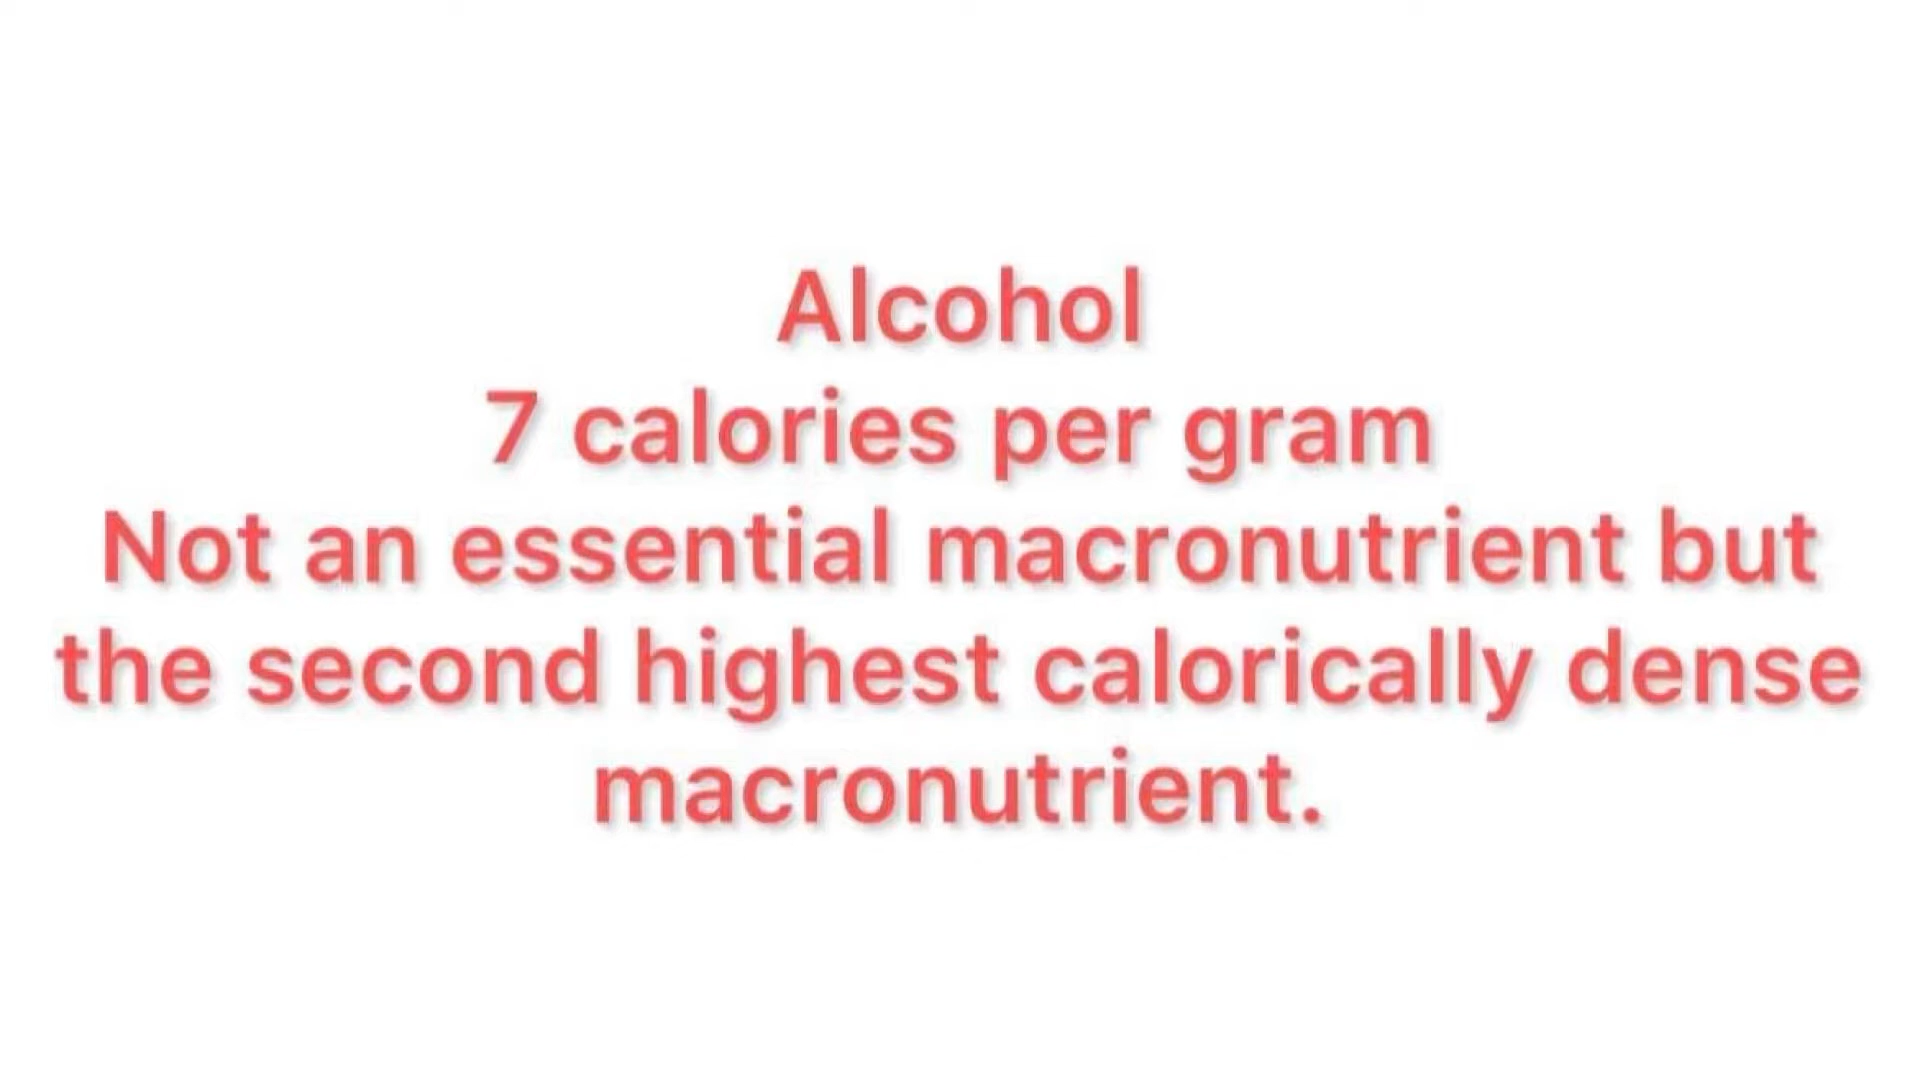 Alcohol
7 calories per gram
Not an essential macronutrient but
the second highest calorically dense
macronutrient.